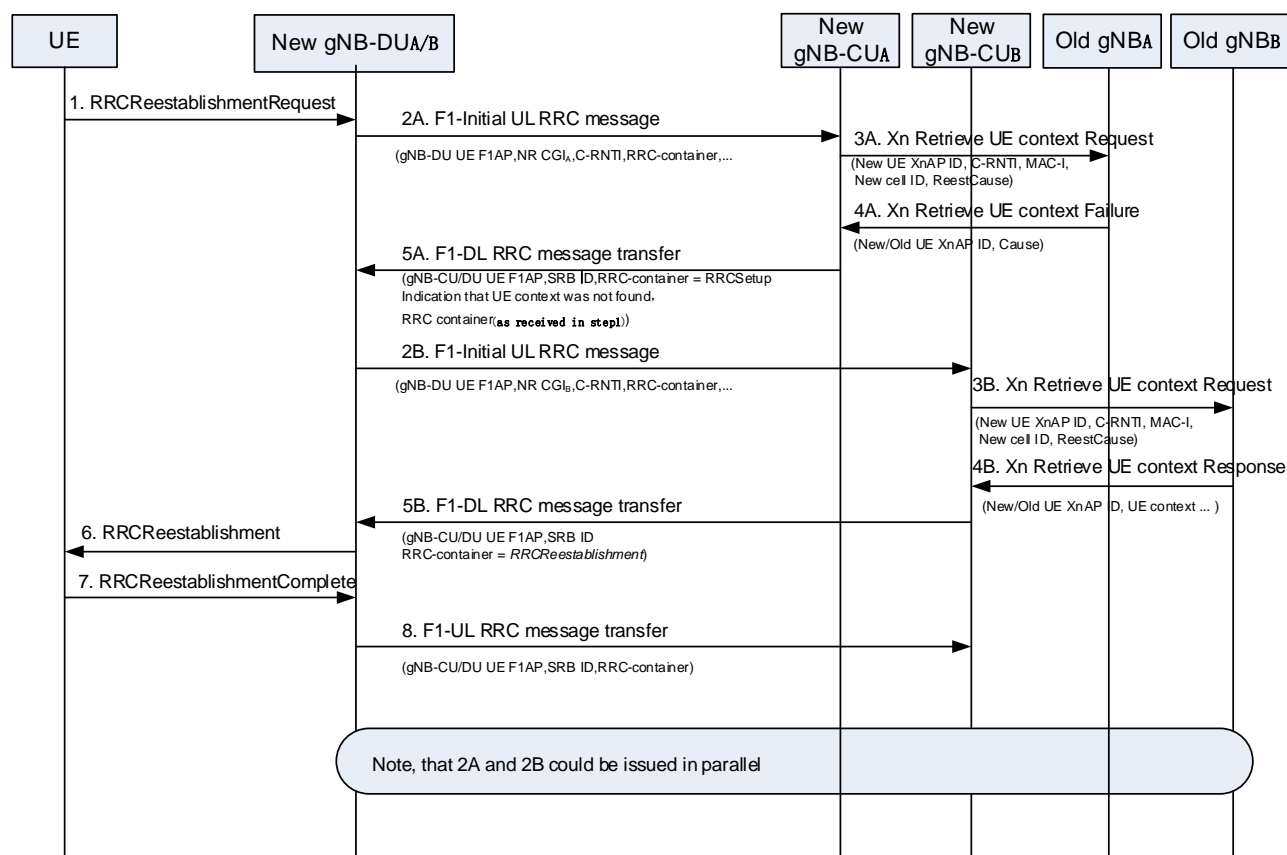 UE
New gNB-DUA/B
New
gNB-CUA
New
gNB-CUB
Old gNBA
Old gNBB
1. RRCReestablishmentRequest
2A. F1-Initial UL RRC message
(gNB-DU UE F1AP,NR CGIA,C-RNTI,RRC-container,...
3A. Xn Retrieve UE context Request
(New UE XnAP ID, C-RNTI, MAC-I,
New cell ID, ReestCause)
4A. Xn Retrieve UE context Failure
(New/Old UE XnAP ID, Cause)
5A. F1-DL RRC message transfer
(gNB-CU/DU UE F1AP,SRB ID,RRC-container = RRCSetup
Indication that UE context was not found,
RRC container(as received in step1))
2B. F1-Initial UL RRC message
(gNB-DU UE F1AP,NR CGIB,C-RNTI,RRC-container,...
3B. Xn Retrieve UE context Request
(New UE XnAP ID, C-RNTI, MAC-I,
New cell ID, ReestCause)
4B. Xn Retrieve UE context Response
(New/Old UE XnAP ID, UE context ... )
5B. F1-DL RRC message transfer
(gNB-CU/DU UE F1AP,SRB ID
RRC-container = RRCReestablishment)
6. RRCReestablishment
7. RRCReestablishmentComplete
8. F1-UL RRC message transfer
(gNB-CU/DU UE F1AP,SRB ID,RRC-container)
Note, that 2A and 2B could be issued in parallel